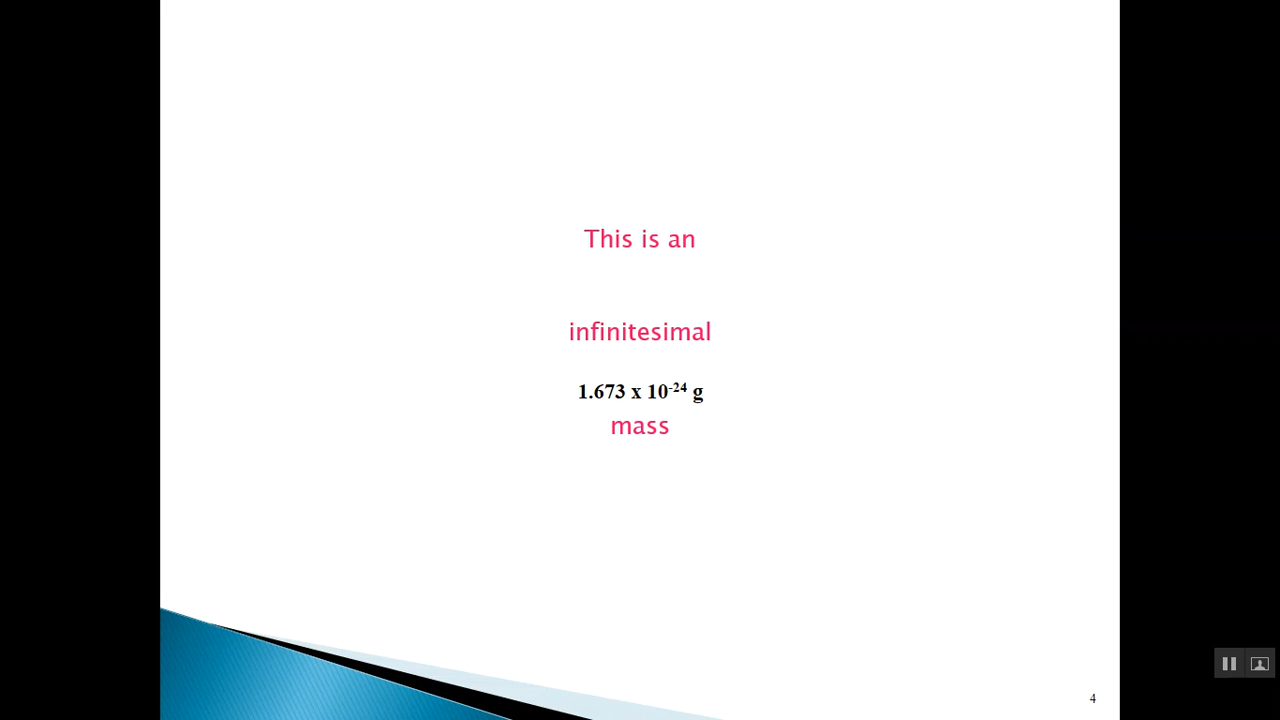 This is an
infinitesimal
1.673 x 10⁻²⁴ g
mass
4